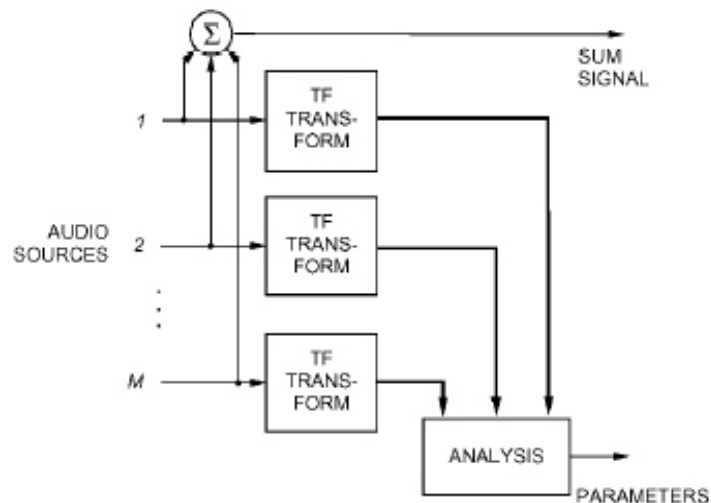 Σ
SUM
SIGNAL
TF
TRANS-
FORM
1
TF
TRANS-
FORM
AUDIO
SOURCES
2
TF
TRANS-
FORM
M
ANALYSIS
PARAMETERS